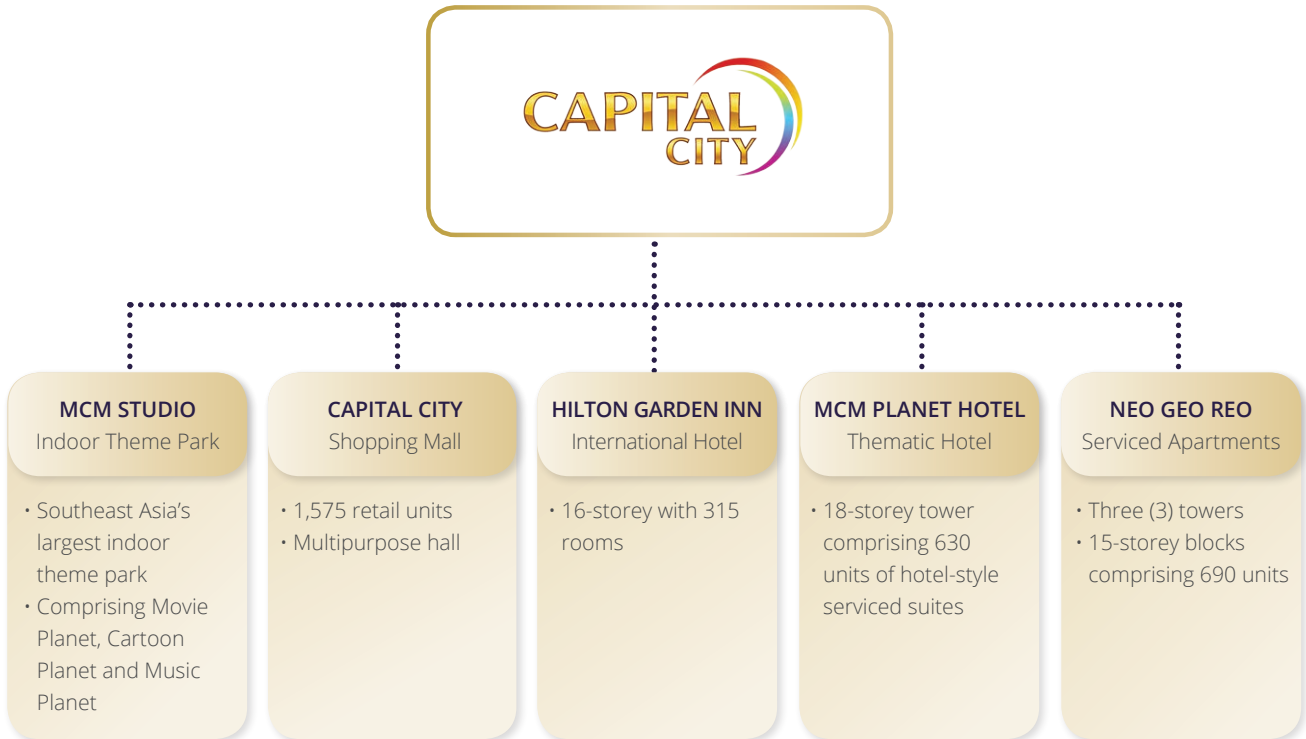 CAPITAL
CITY
MCM STUDIO
Indoor Theme Park
• Southeast Asia's
largest indoor
theme park
• Comprising Movie
Planet, Cartoon
Planet and Music
Planet
CAPITAL CITY
Shopping Mall
• 1,575 retail units
• Multipurpose hall
HILTON GARDEN INN
International Hotel
• 16-storey with 315
rooms
MCM PLANET HOTEL
Thematic Hotel
• 18-storey tower
comprising 630
units of hotel-style
serviced suites
NEO GEO REO
Serviced Apartments
• Three (3) towers
• 15-storey blocks
comprising 690 units